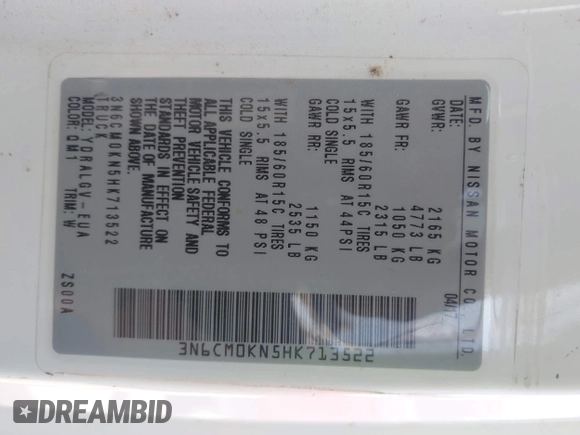 MFD. BY NISSAN MOTOR CO., LTD.
DATE: 04/17
GVWR: 2165 KG
4773 LB
GAWR FR: 1050 KG
2315 LB
WITH 185/60R15C TIRES
15x5.5 RIMS AT 44PSI
COLD SINGLE
GAWR RR: 1150 KG
2535 LB
WITH 185/60R15C TIRES
15x5.5 RIMS AT 48 PSI
COLD SINGLE
THIS VEHICLE CONFORMS TO
ALL APPLICABLE FEDERAL
MOTOR VEHICLE SAFETY AND
THEFT PREVENTION
STANDARDS IN EFFECT ON
THE DATE OF MANUFACTURE
SHOWN ABOVE.
3N6CM0KN5HK713522
TRUCK
MODEL: YDRALGV-EUA
COLOR: QM1 TRIM: W
ZS00A
3N6CM0KN5HK713522
DREAMBID